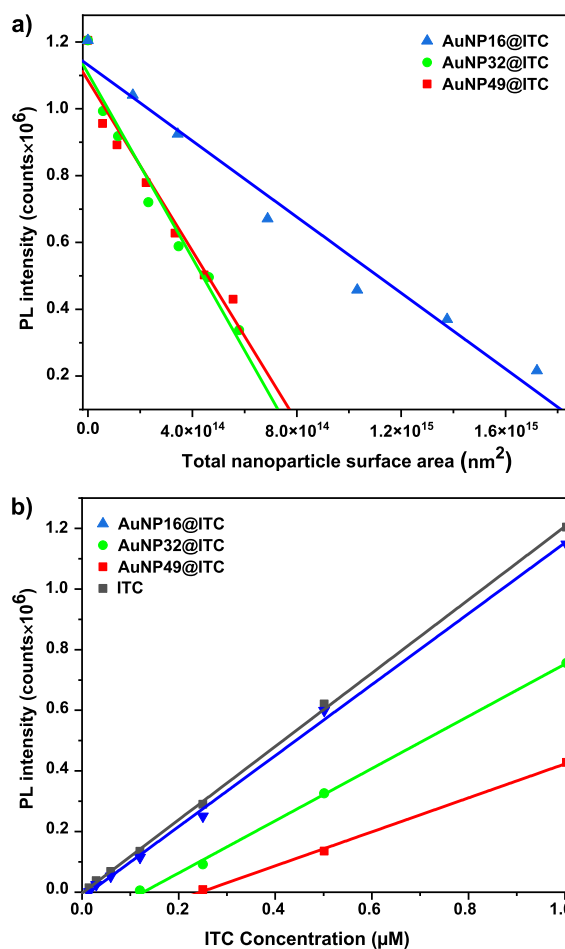 a)
AuNP16@ITC
AuNP32@ITC
AuNP49@ITC
1.2
1.0
0.8
0.6
0.4
0.2
PL intensity (counts×10⁶)
0.0
4.0×10¹⁴
8.0×10¹⁴
1.2×10¹⁵
1.6×10¹⁵
Total nanoparticle surface area (nm²)
b)
AuNP16@ITC
AuNP32@ITC
AuNP49@ITC
ITC
1.2
1.0
0.8
0.6
0.4
0.2
0.0
PL intensity (counts×10⁶)
0.0
0.2
0.4
0.6
0.8
1.0
ITC Concentration (μM)